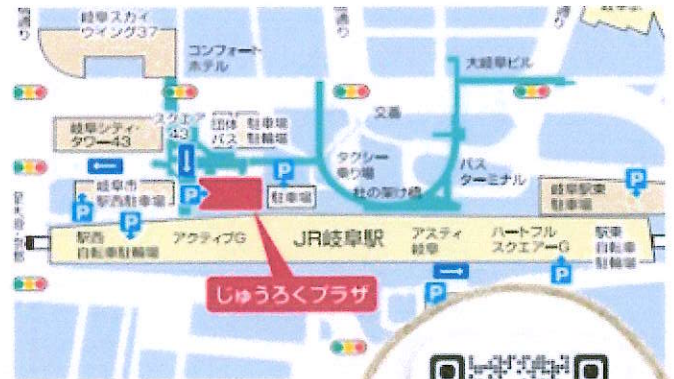 岐阜スカイ
ウイング37
コンフォート
ホテル
大岐阜ビル
交番
岐阜シティ・
タワー43
スクエア
43
団体
バス
駐車場
駐輪場
タクシー
乗り場
バス
ターミナル
杜の架け橋
岐阜市
駅西駐車場
P
P
P
P
駐車場
岐阜駅東
駐車場
P
駅西
自転車駐輪場
アクティブG
JR岐阜駅
アスティ
岐阜
ハートフル
スクエアーG
駅東
自転車
駐輪場
P
P
じゅうろくプラザ